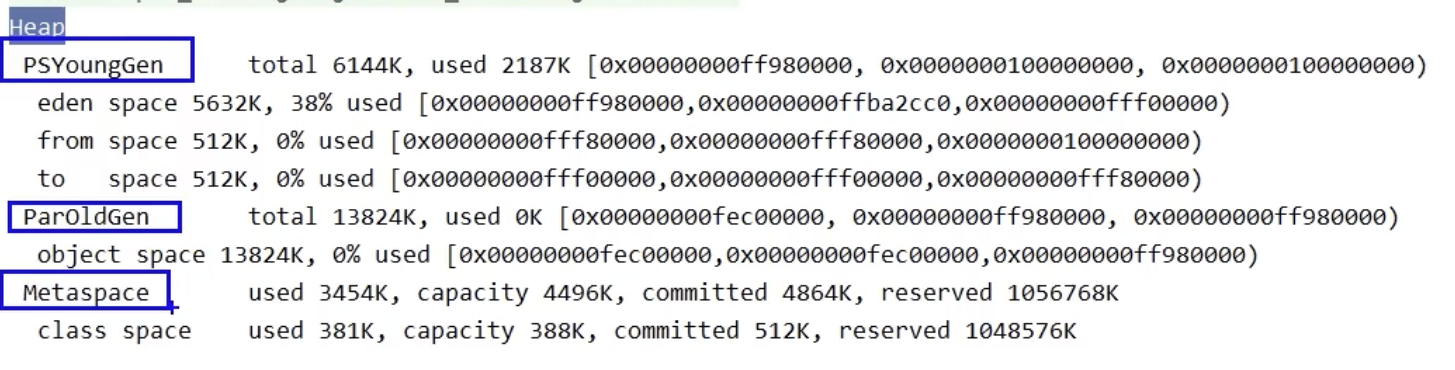 Heap
PSYoungGen total 6144K, used 2187K [0x00000000ff980000, 0x0000000100000000, 0x0000000100000000)
eden space 5632K, 38% used [0x00000000ff980000,0x00000000ffba2cc0,0x00000000fff00000)
from space 512K, 0% used [0x00000000fff80000,0x00000000fff80000,0x0000000100000000)
to space 512K, 0% used [0x00000000fff00000,0x00000000fff00000,0x00000000fff80000)
ParOldGen total 13824K, used 0K [0x00000000fec00000, 0x00000000ff980000, 0x00000000ff980000)
object space 13824K, 0% used [0x00000000fec00000,0x00000000fec00000,0x00000000ff980000)
Metaspace used 3454K, capacity 4496K, committed 4864K, reserved 1056768K
class space used 381K, capacity 388K, committed 512K, reserved 1048576K